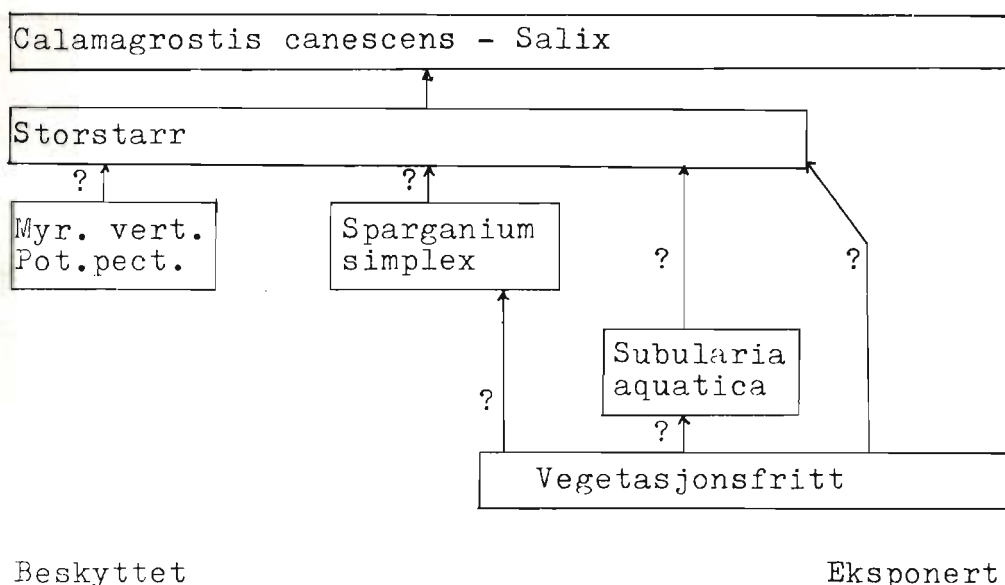 Calamagrostis canescens - Salix
Storstarr
? ?
Myr. vert.
Pot.pect.
Sparganium
simplex
? ?
Subularia
aquatica
?
?
Vegetasjonsfritt
Beskyttet Eksponert